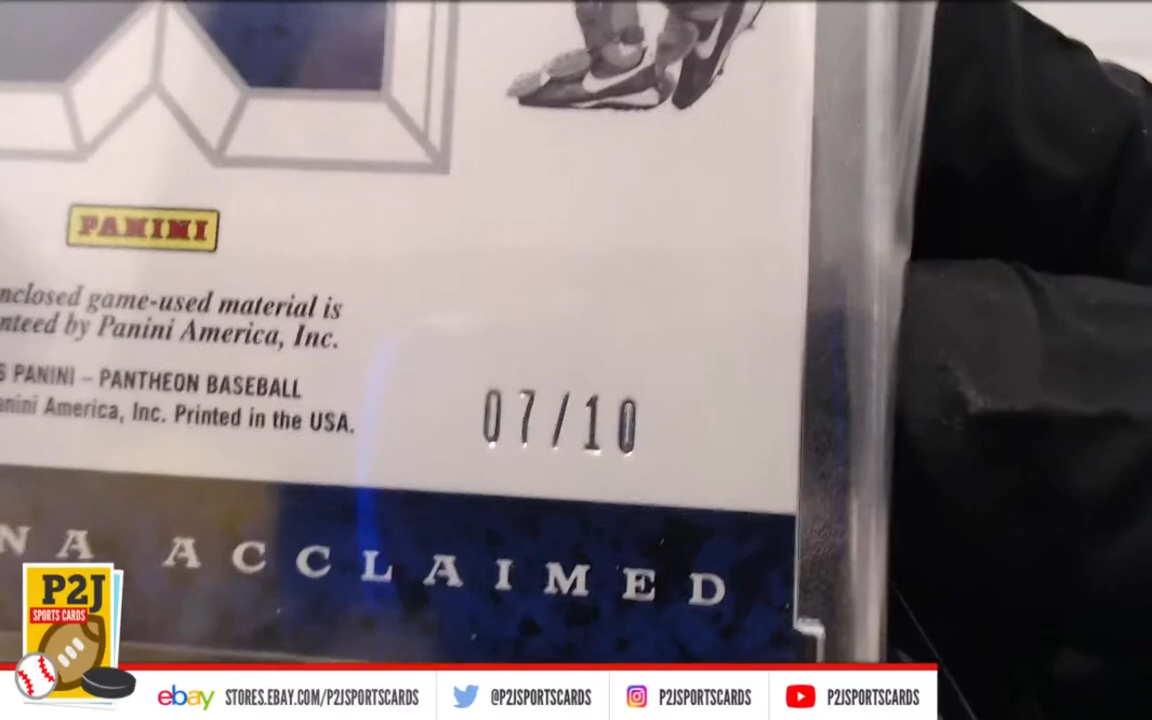 PANINI
nclosed game-used material is
nteed by Panini America, Inc.
PANINI – PANTHEON BASEBALL
anini America, Inc. Printed in the USA.
07/10
NA ACCLAIMED
P2J
SPORTS CARDS
ebay STORES.EBAY.COM/P2JSPORTSCARDS
@P2JSPORTSCARDS
P2JSPORTSCARDS
P2JSPORTSCARDS